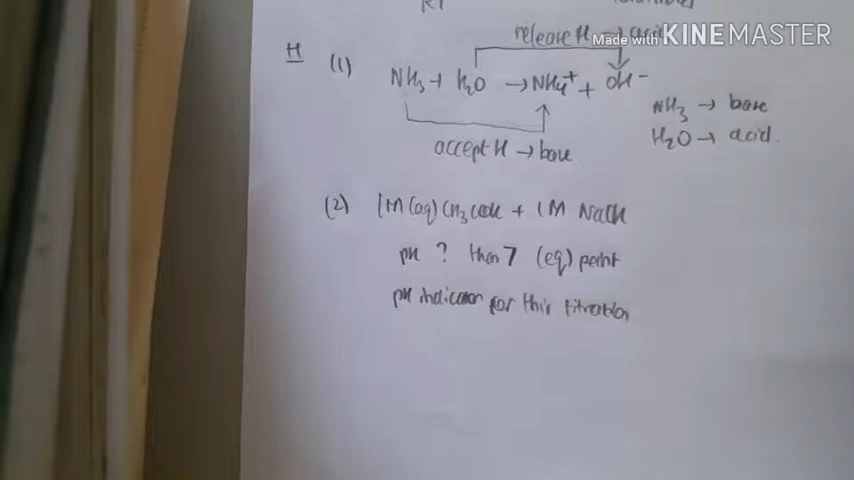 release H → acid
Made with KINEMASTER
H (1) NH3 + H2O → NH4+ + OH-
NH3 → base
H2O → acid.
accept H → base
(2) 1M (aq) CH3COOH + 1M NaOH
pH ? than 7 (eq) point
pH indicator for this titration